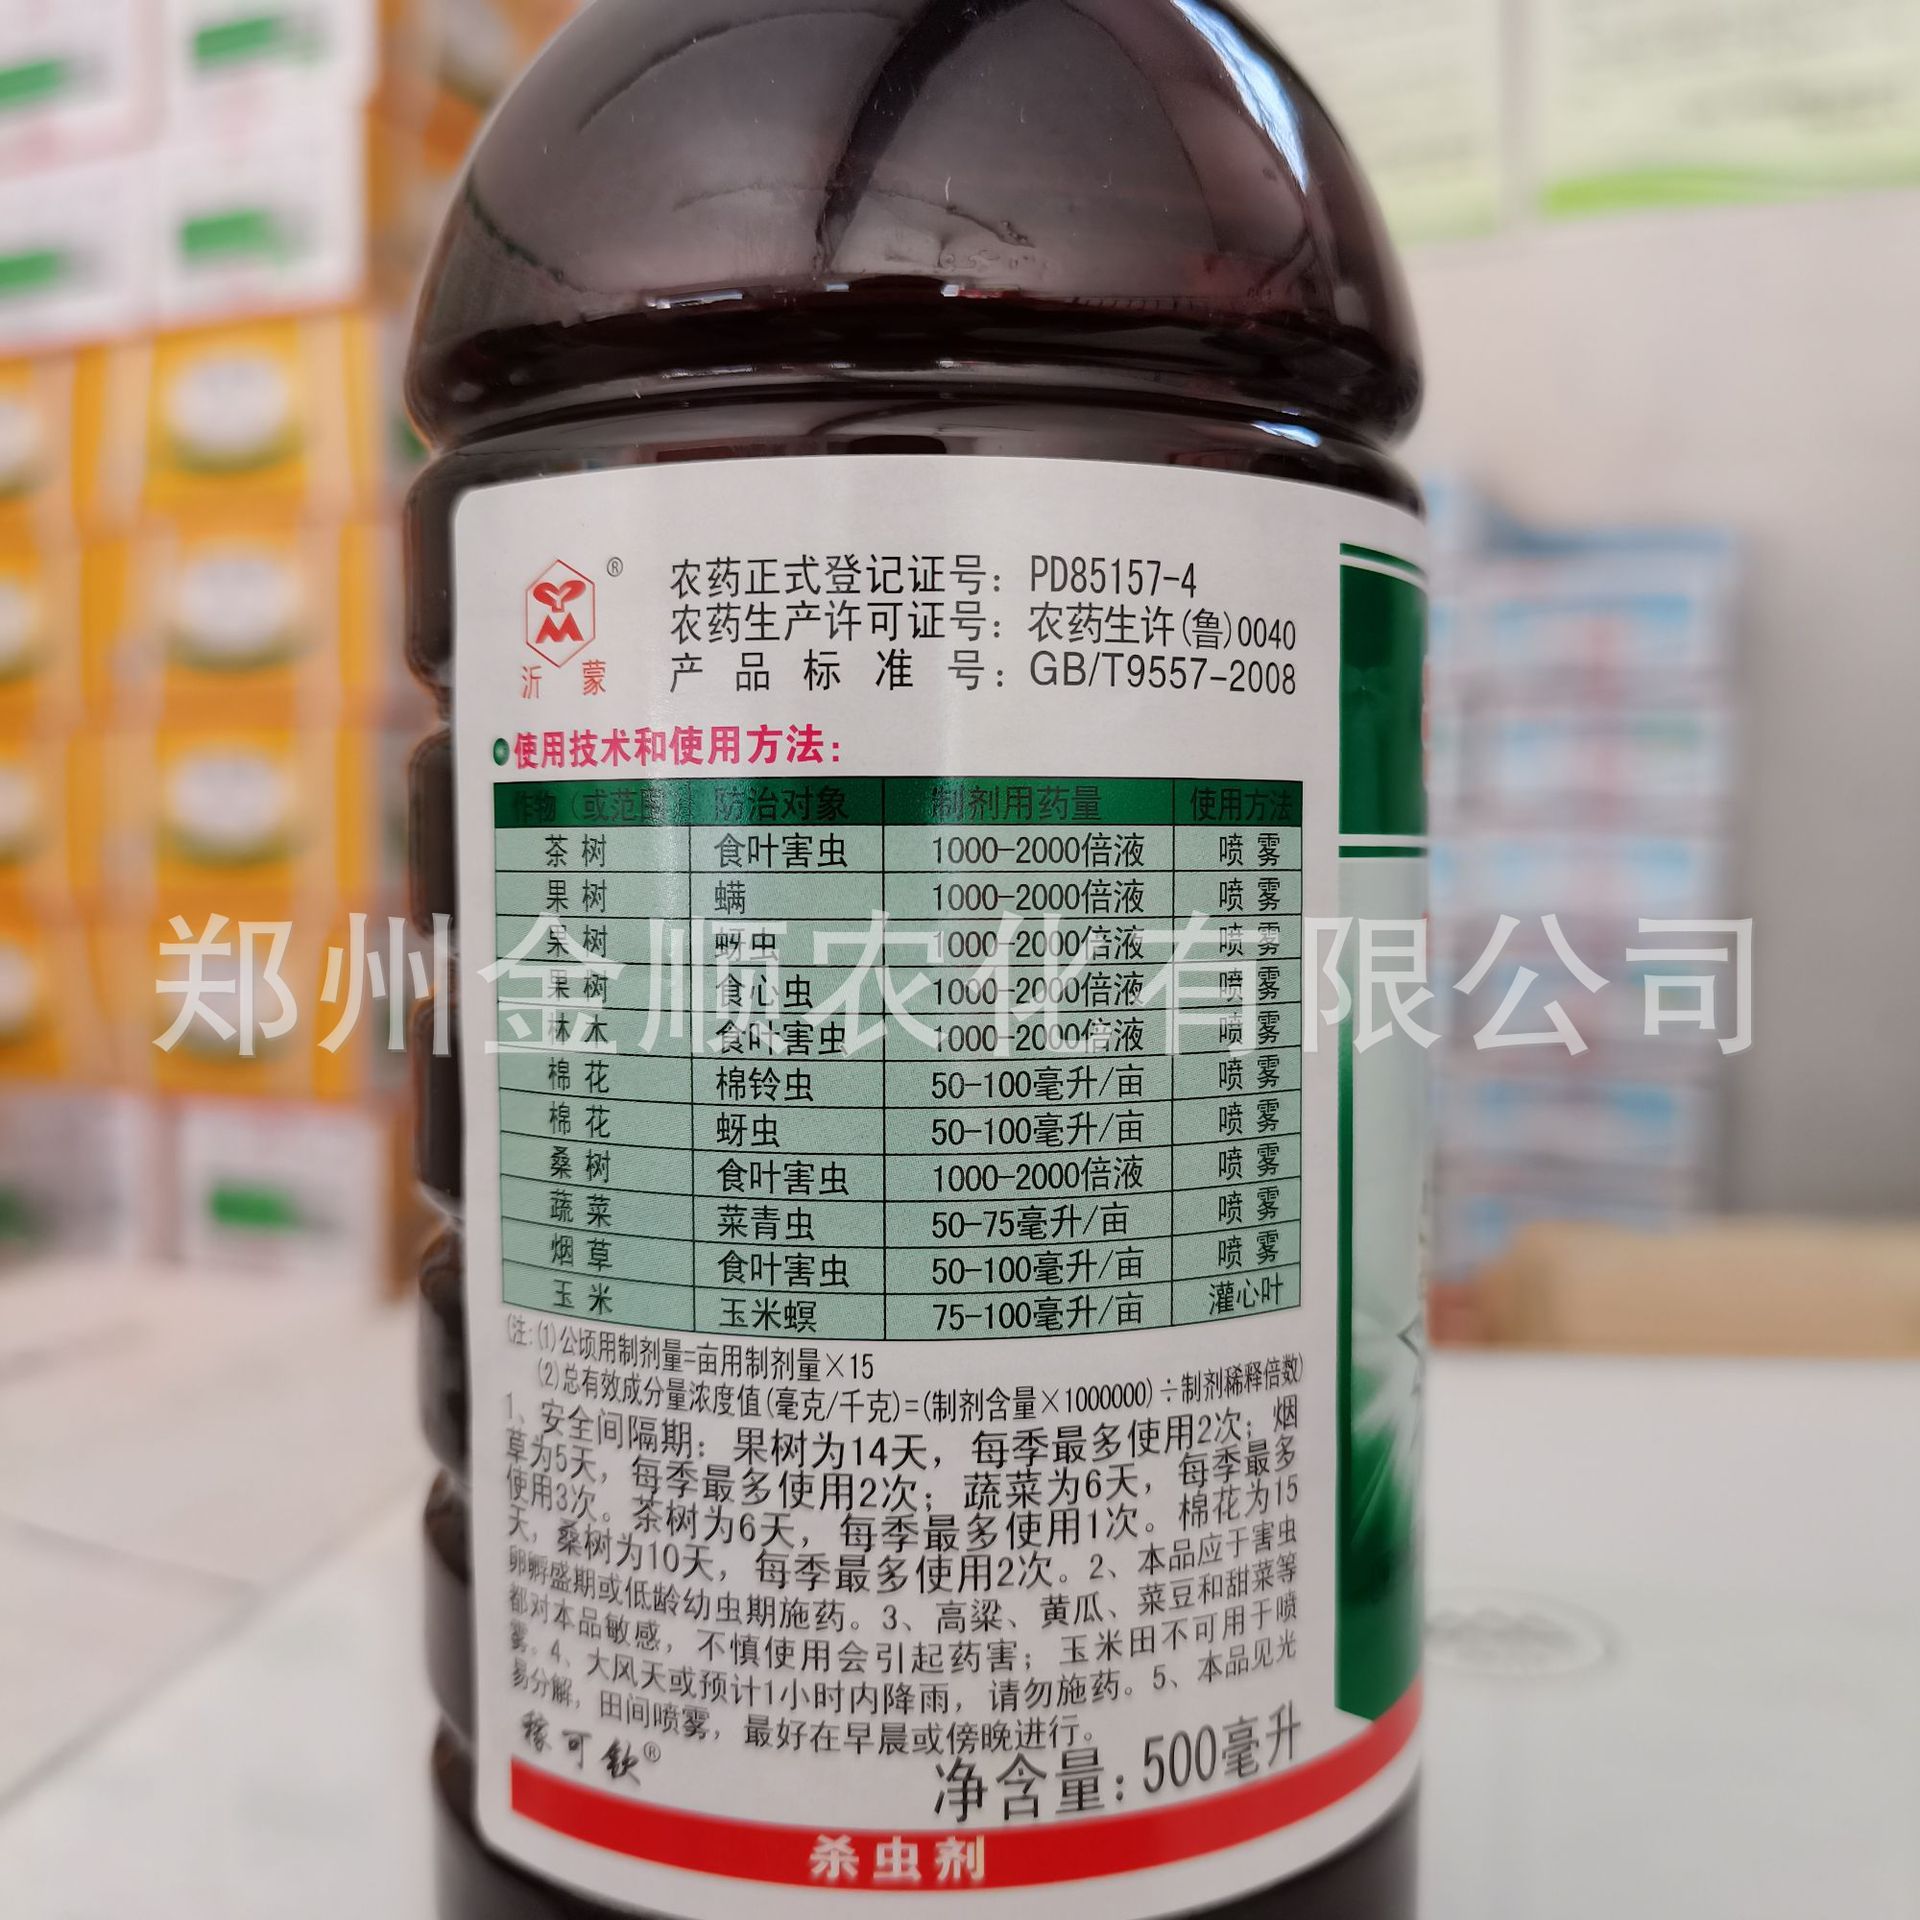 农药正式登记证号：PD85157-4
农药生产许可证号：农药生许(鲁)0040
产品标准号：GB/T9557-2008
沂蒙®
使用技术和使用方法：
作物（或范围） 防治对象 制剂用药量 使用方法
茶树 食叶害虫 1000-2000倍液 喷雾
果树 螨 1000-2000倍液 喷雾
果树 蚜虫 1000-2000倍液 喷雾
果树 食心虫 1000-2000倍液 喷雾
林木 食叶害虫 1000-2000倍液 喷雾
棉花 棉铃虫 50-100毫升/亩 喷雾
棉花 蚜虫 50-100毫升/亩 喷雾
桑树 食叶害虫 1000-2000倍液 喷雾
蔬菜 菜青虫 50-75毫升/亩 喷雾
烟草 食叶害虫 50-100毫升/亩 喷雾
玉米 玉米螟 75-100毫升/亩 灌心叶
(注:(1)公顷用制剂量=亩用制剂量×15
(2)总有效成分量浓度值(毫克/千克)=(制剂含量×1000000)÷制剂稀释倍数)
1、安全间隔期：果树为14天，每季最多使用2次；烟
草为5天，每季最多使用2次；蔬菜为6天，每季最多
使用3次。茶树为6天，每季最多使用1次。棉花为15
天，桑树为10天，每季最多使用2次。2、本品应于害虫
卵孵盛期或低龄幼虫期施药。3、高粱、黄瓜、菜豆和甜菜等
都对本品敏感，不慎使用会引起药害；玉米田不可用于喷
雾。4、大风天或预计1小时内降雨，请勿施药。5、本品见光
易分解，田间喷雾，最好在早晨或傍晚进行。
稼可钦®
净含量：500毫升
杀虫剂
郑州金顺农化有限公司